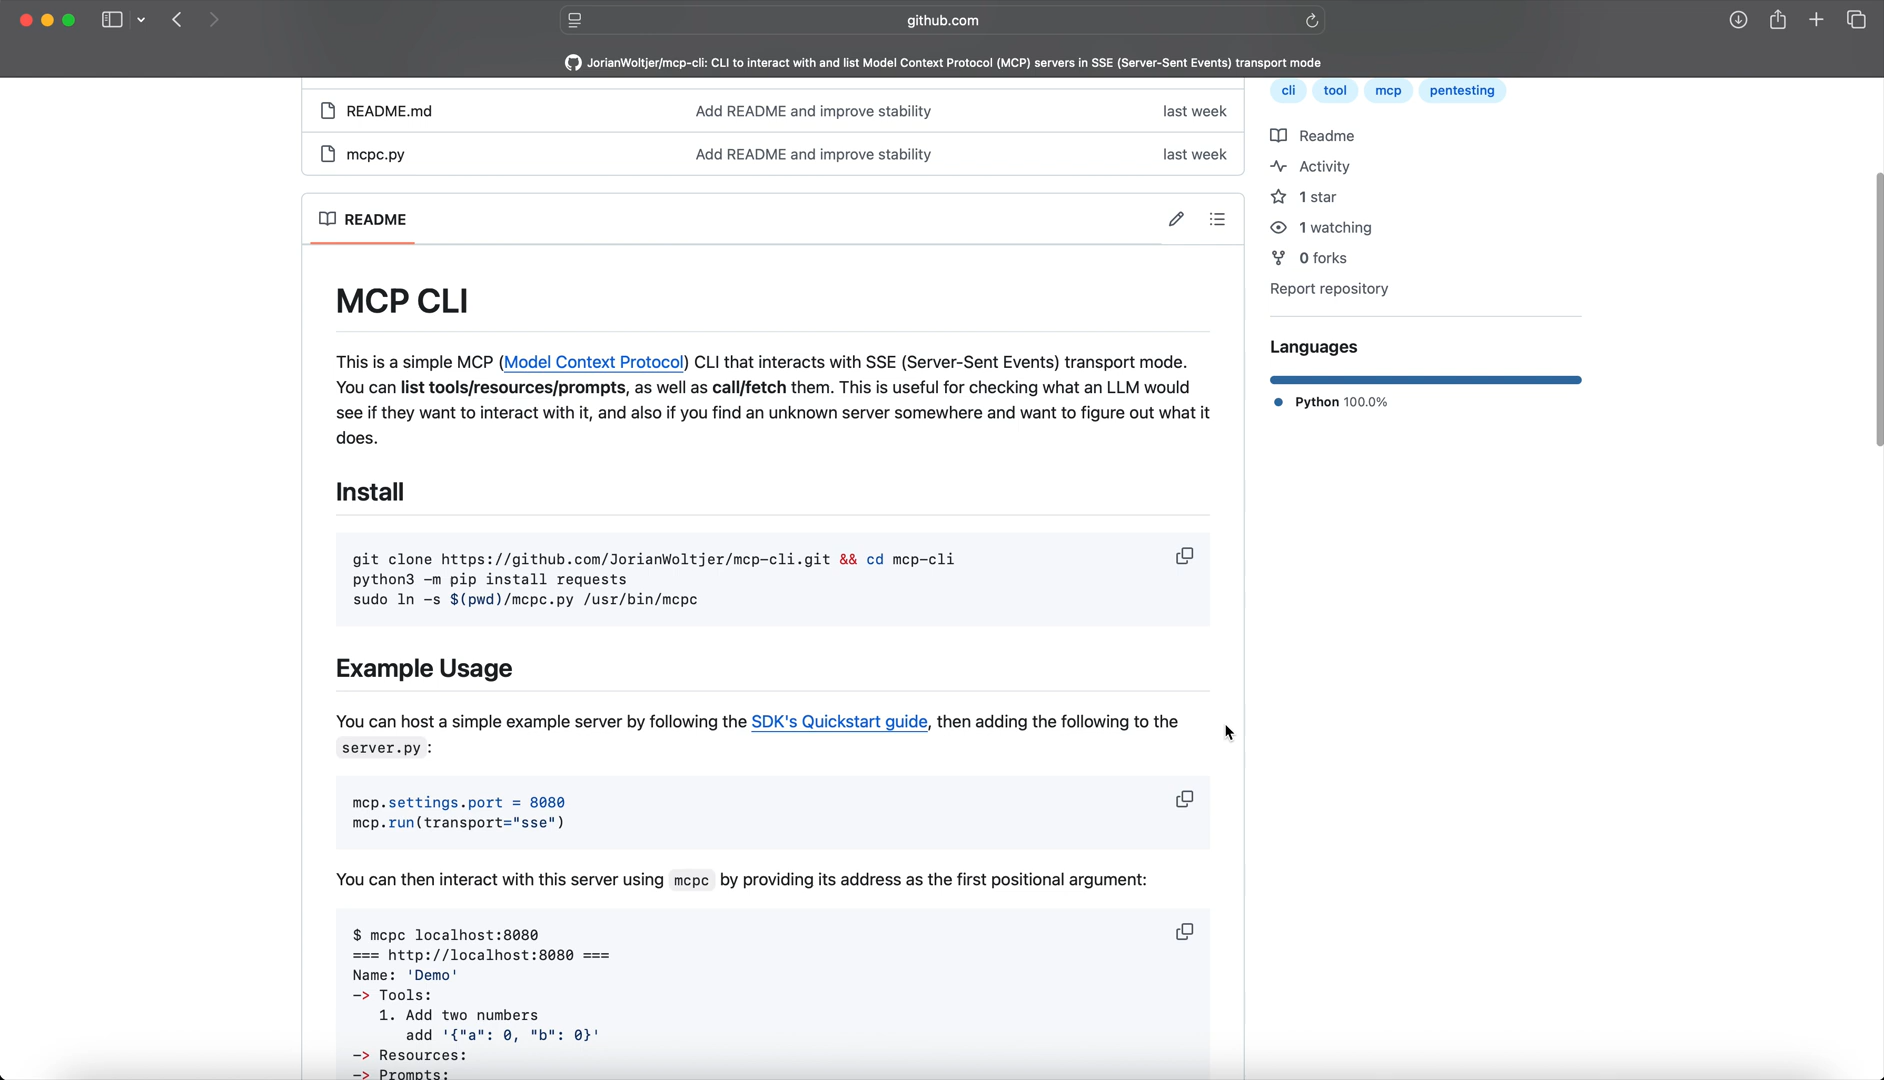 github.com
JorianWoltjer/mcp-cli: CLI to interact with and list Model Context Protocol (MCP) servers in SSE (Server-Sent Events) transport mode
README.md Add README and improve stability last week
mcpc.py Add README and improve stability last week
README
MCP CLI
This is a simple MCP (Model Context Protocol) CLI that interacts with SSE (Server-Sent Events) transport mode.
You can list tools/resources/prompts, as well as call/fetch them. This is useful for checking what an LLM would
see if they want to interact with it, and also if you find an unknown server somewhere and want to figure out what it
does.
Install
git clone https://github.com/JorianWoltjer/mcp-cli.git && cd mcp-cli
python3 -m pip install requests
sudo ln -s $(pwd)/mcpc.py /usr/bin/mcpc
Example Usage
You can host a simple example server by following the SDK's Quickstart guide, then adding the following to the
server.py :
mcp.settings.port = 8080
mcp.run(transport="sse")
You can then interact with this server using mcpc by providing its address as the first positional argument:
$ mcpc localhost:8080
=== http://localhost:8080 ===
Name: 'Demo'
-> Tools:
1. Add two numbers
add '{"a": 0, "b": 0}'
-> Resources:
-> Prompts:
cli tool mcp pentesting
Readme
Activity
1 star
1 watching
0 forks
Report repository
Languages
Python 100.0%